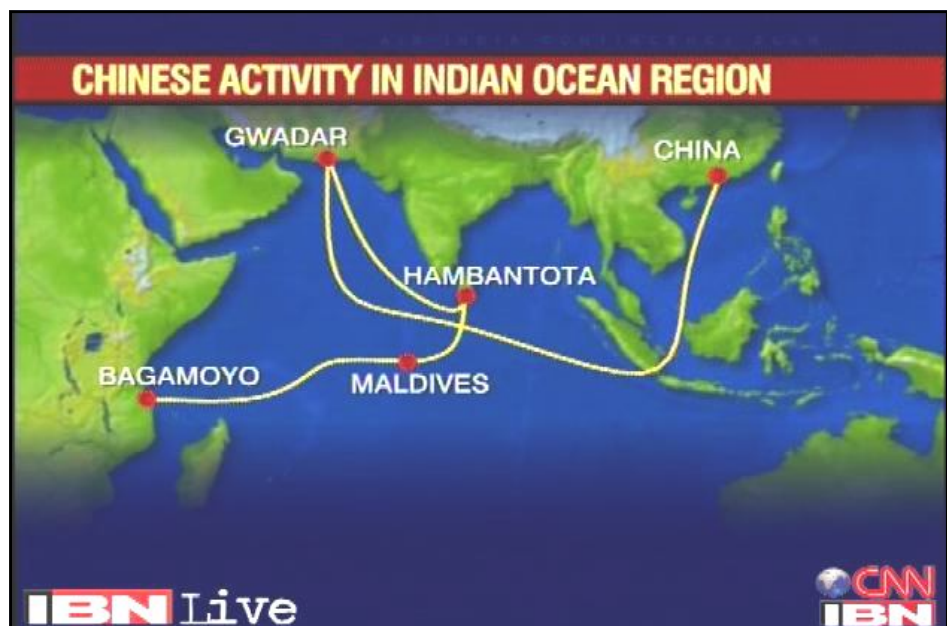 CHINESE ACTIVITY IN INDIAN OCEAN REGION
GWADAR
CHINA
HAMBANTOTA
BAGAMOYO
MALDIVES
IBN Live
CNN
IBN